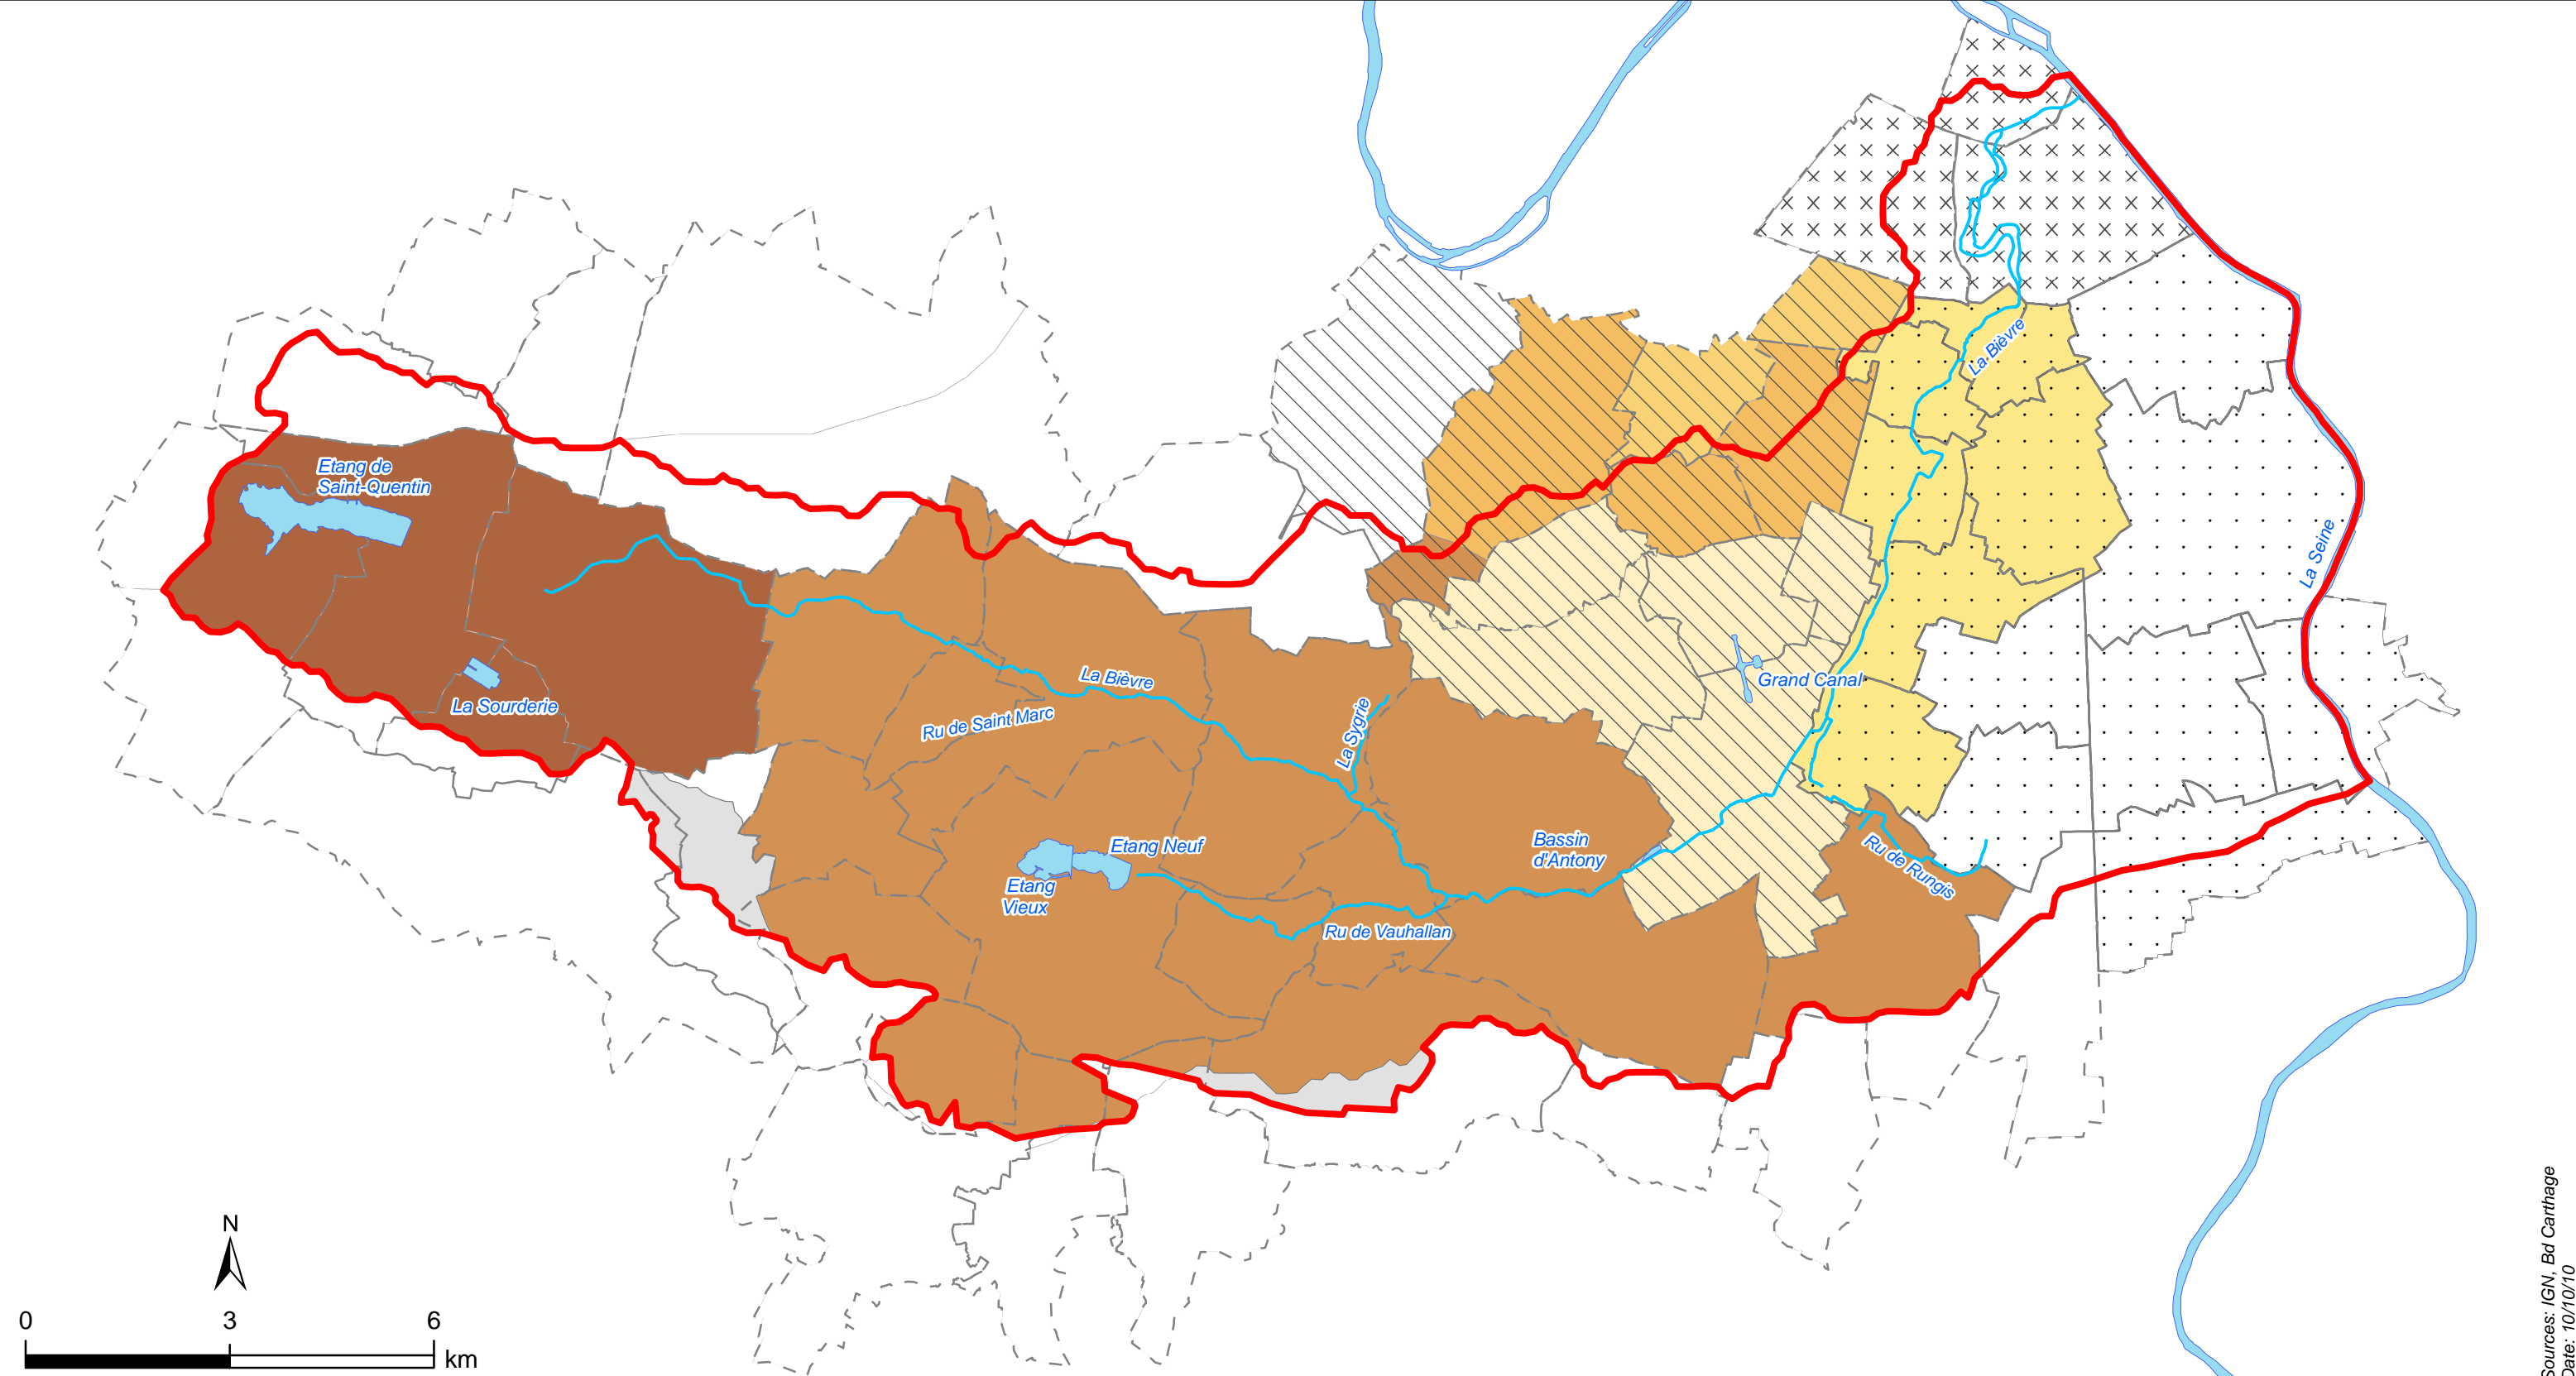 La Bièvre
Etang de
Saint-Quentin
La Seine
La Sourderie
La Bièvre
Grand Canal
Ru de Saint Marc
La Sygrie
Etang Neuf
Bassin
d'Antony
Ru de Rungis
Etang
Vieux
Ru de Vauhallan
N
0 3 6
km
Sources: IGN, Bd Carthage
Date: 10/10/10